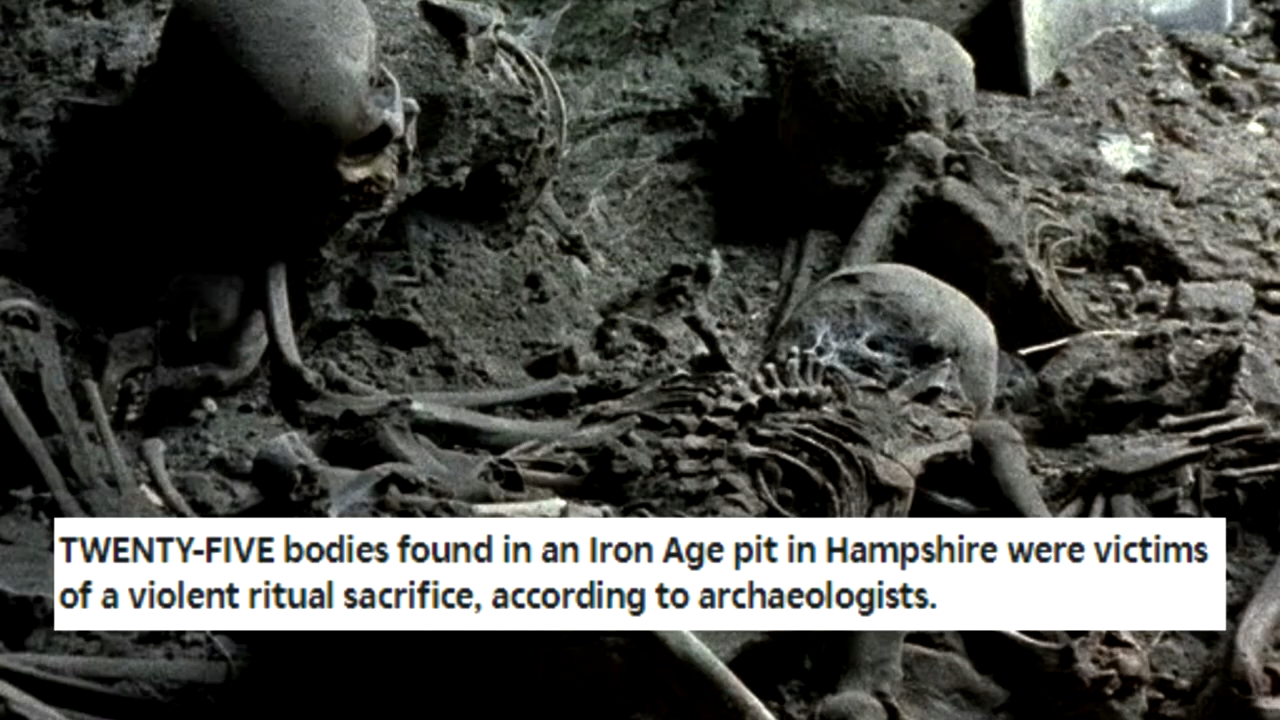 TWENTY-FIVE bodies found in an Iron Age pit in Hampshire were victims
of a violent ritual sacrifice, according to archaeologists.